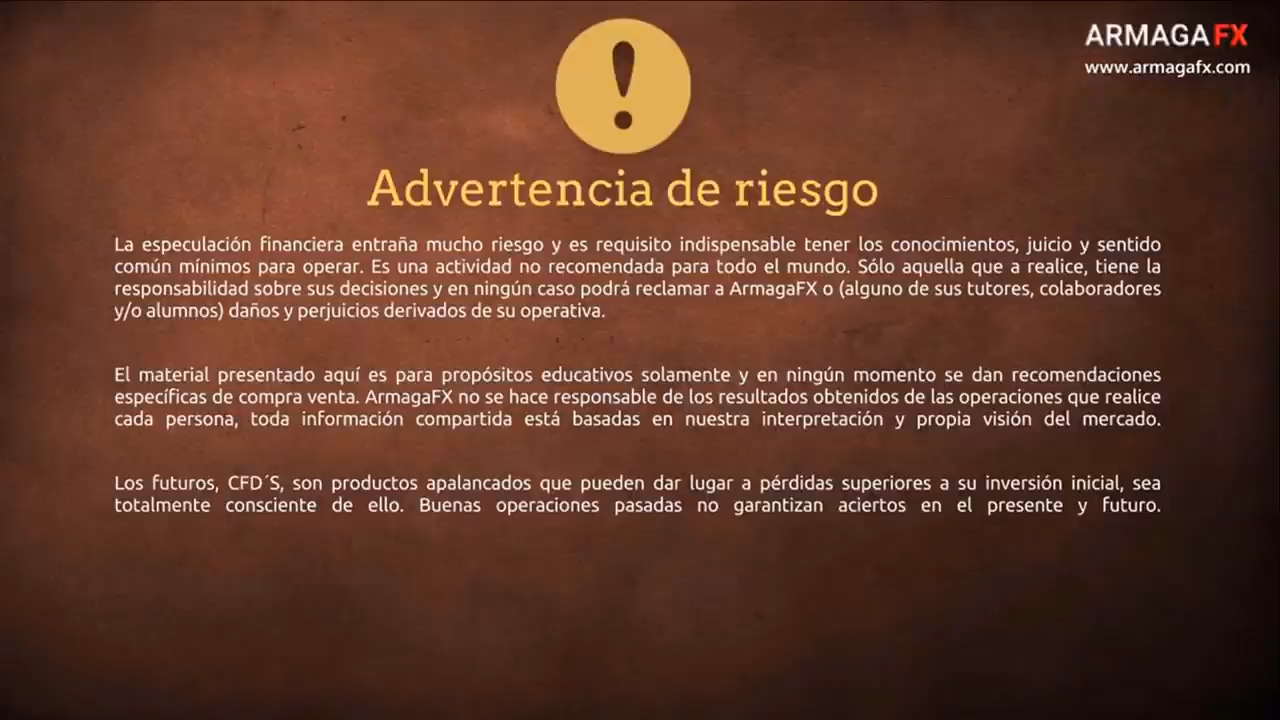 ARMAGAFX
www.armagafx.com
!
Advertencia de riesgo
La especulación financiera entraña mucho riesgo y es requisito indispensable tener los conocimientos, juicio y sentido
común mínimos para operar. Es una actividad no recomendada para todo el mundo. Sólo aquella que a realice, tiene la
responsabilidad sobre sus decisiones y en ningún caso podrá reclamar a ArmagaFX o (alguno de sus tutores, colaboradores
y/o alumnos) daños y perjuicios derivados de su operativa.
El material presentado aquí es para propósitos educativos solamente y en ningún momento se dan recomendaciones
específicas de compra venta. ArmagaFX no se hace responsable de los resultados obtenidos de las operaciones que realice
cada persona, toda información compartida está basadas en nuestra interpretación y propia visión del mercado.
Los futuros, CFD´S, son productos apalancados que pueden dar lugar a pérdidas superiores a su inversión inicial, sea
totalmente consciente de ello. Buenas operaciones pasadas no garantizan aciertos en el presente y futuro.